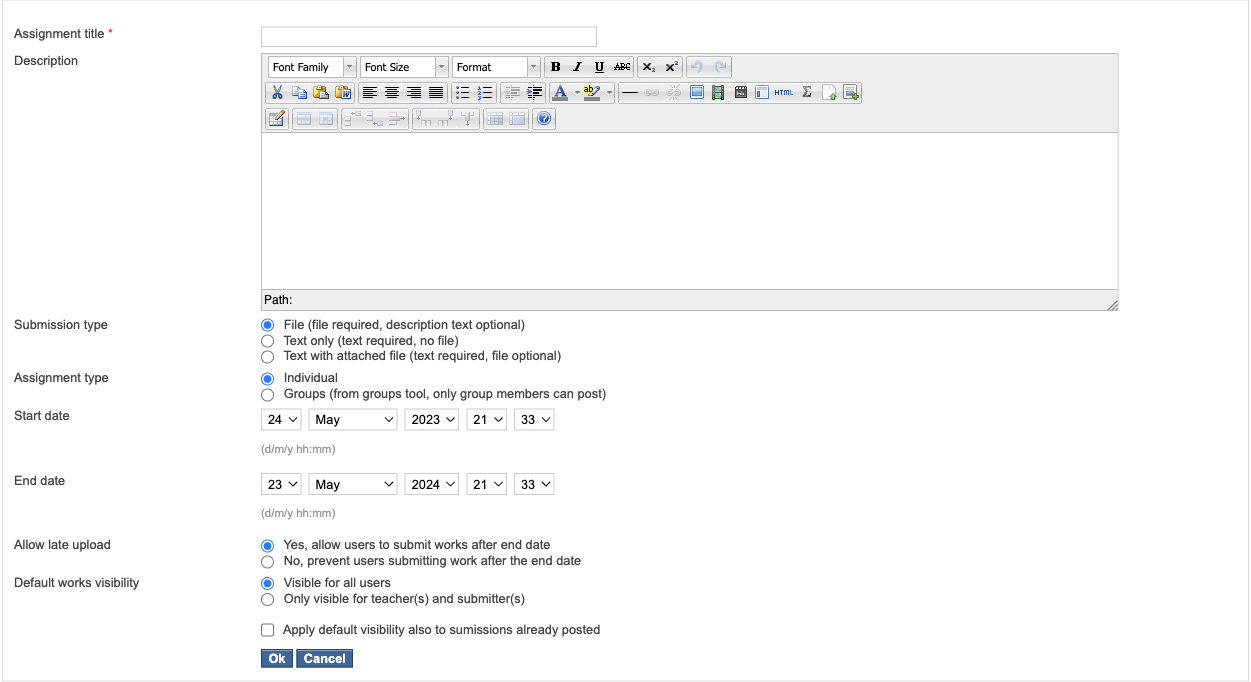 Assignment title *
Description
Font Family Font Size Format B I U ABC x₂ x²
A ab HTML Σ
Path:
Submission type
File (file required, description text optional)
Text only (text required, no file)
Text with attached file (text required, file optional)
Assignment type
Individual
Groups (from groups tool, only group members can post)
Start date
24 May 2023 21 33
(d/m/y hh:mm)
End date
23 May 2024 21 33
(d/m/y hh:mm)
Allow late upload
Yes, allow users to submit works after end date
No, prevent users submitting work after the end date
Default works visibility
Visible for all users
Only visible for teacher(s) and submitter(s)
Apply default visibility also to sumissions already posted
Ok Cancel